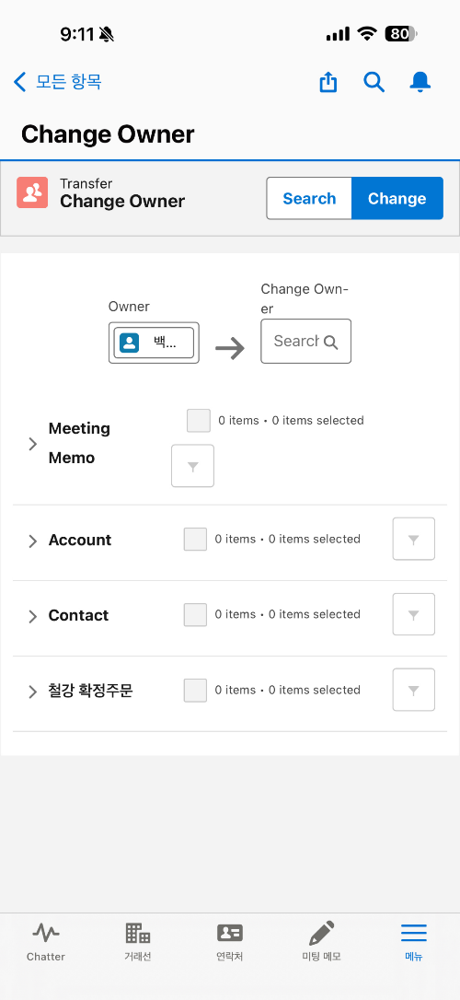 9:11
80
모든 항목
Change Owner
Transfer
Change Owner
Search
Change
Owner
백...
Change Own-
er
Search
Meeting
Memo
0 items • 0 items selected
Account
0 items • 0 items selected
Contact
0 items • 0 items selected
철강 확정주문
0 items • 0 items selected
Chatter
거래선
연락처
미팅 메모
메뉴